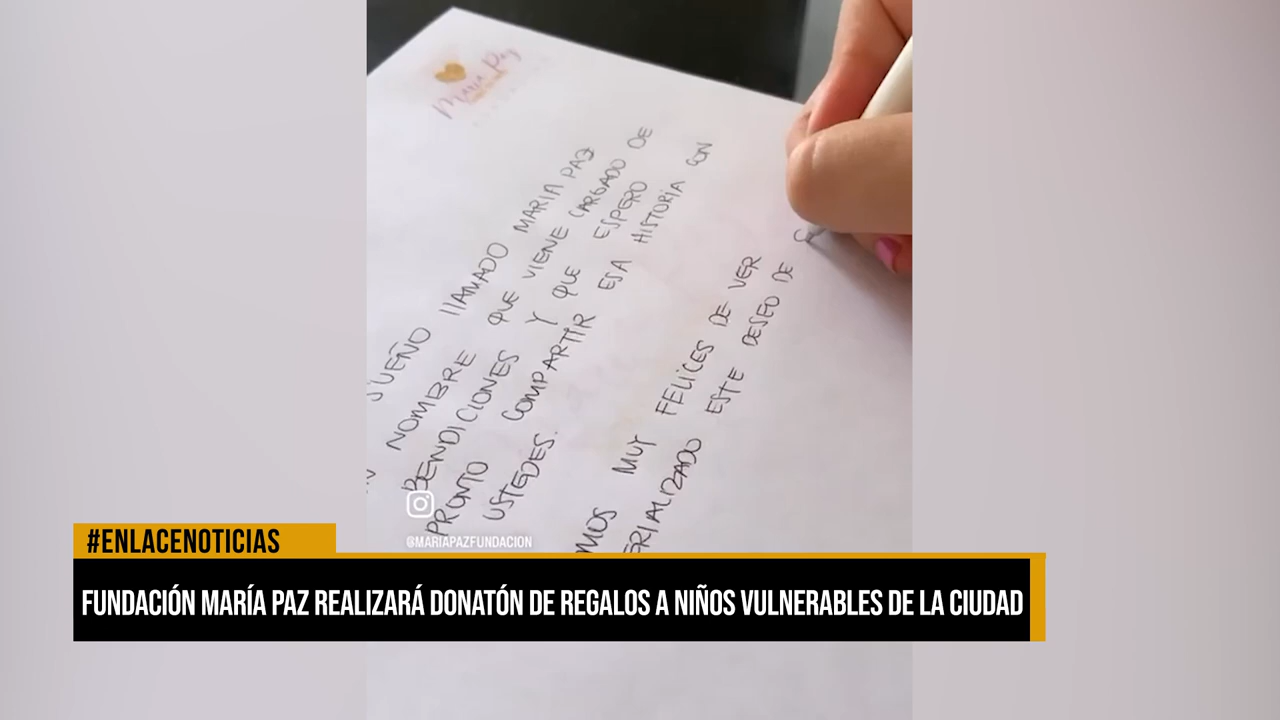 María Paz
SUEÑO llAMADO MARIA PAZ
NOMBRE QUE VIENE CARGADO DE
BENDICIONES Y QUE ESPERO
PRONTO COMPARTIR ESA HISTORIA CON
USTEDES.
MOS MUY FELICES DE VER
ERIALIZADO ESTE DESEO DE
@MARIAPAZFUNDACION
#ENLACENOTICIAS
FUNDACIÓN MARÍA PAZ REALIZARÁ DONATÓN DE REGALOS A NIÑOS VULNERABLES DE LA CIUDAD